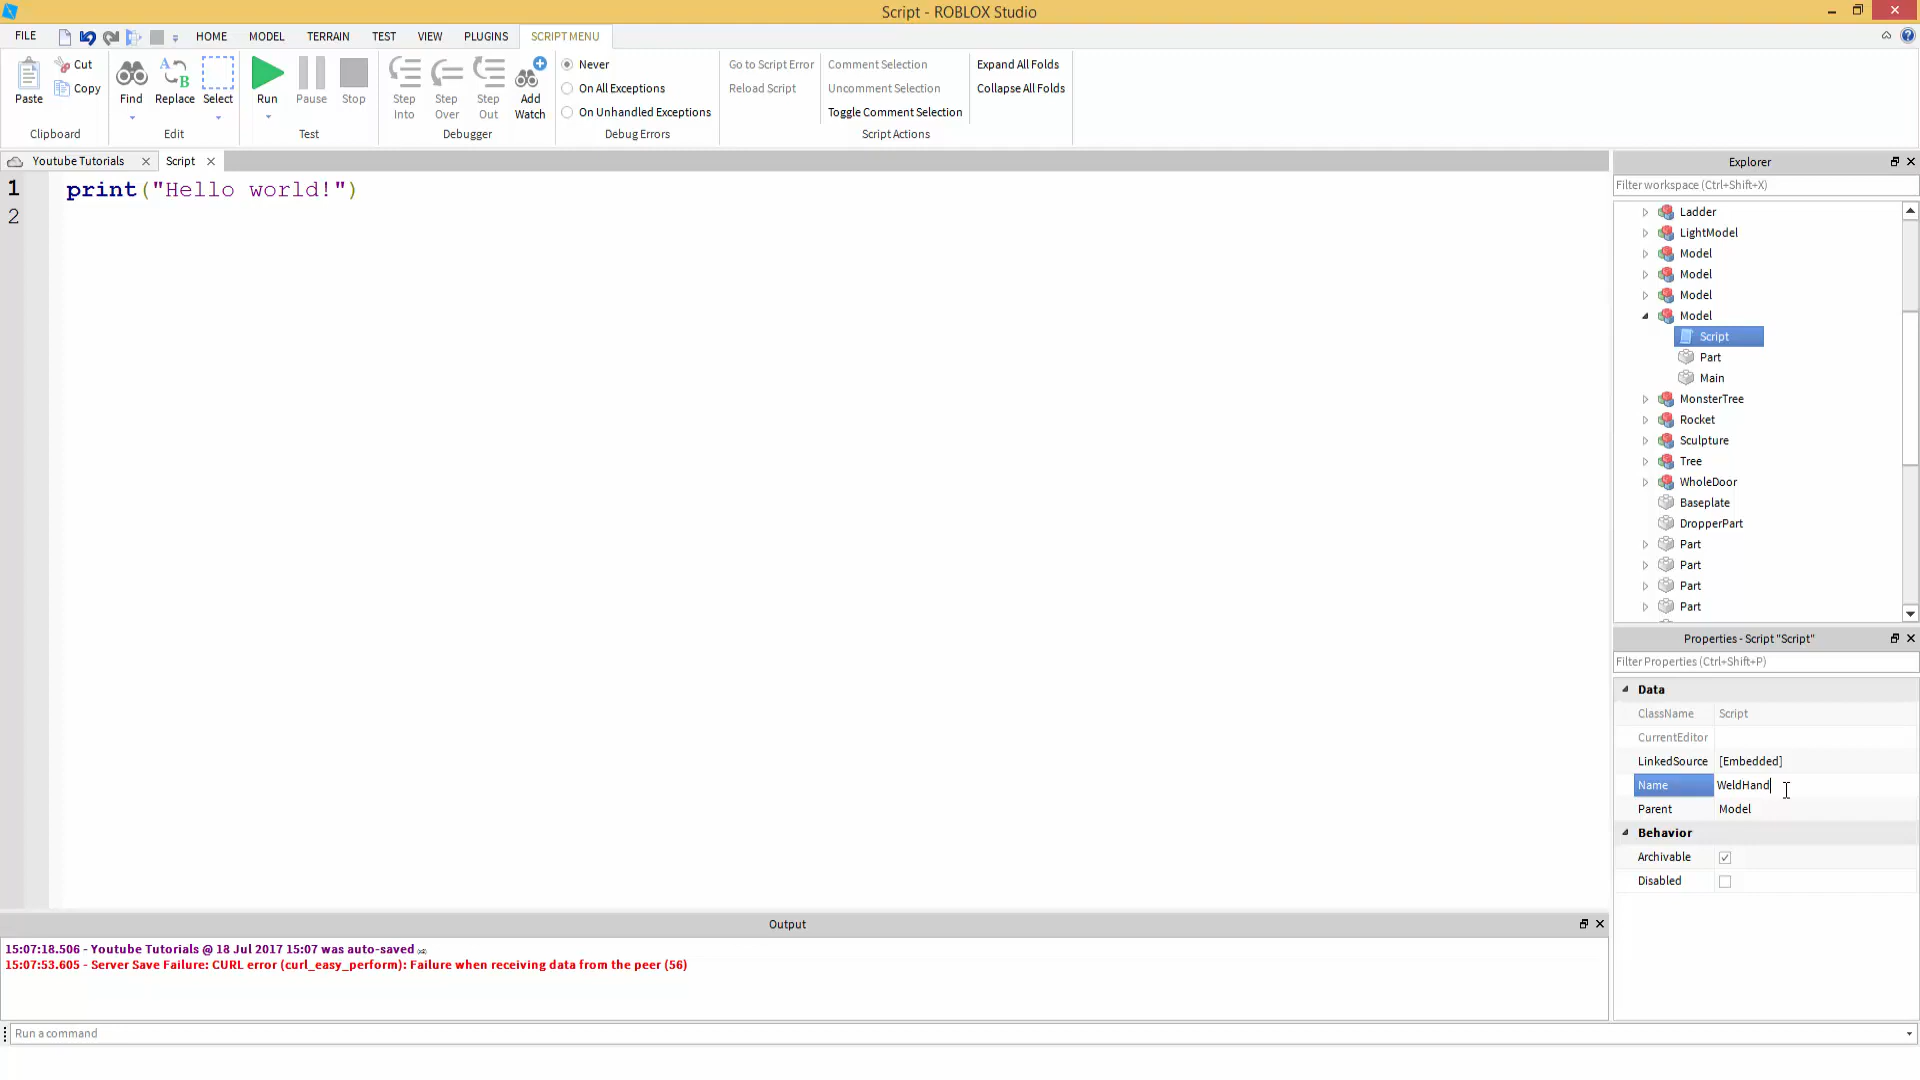 Script - ROBLOX Studio
FILE
HOME MODEL TERRAIN TEST VIEW PLUGINS SCRIPT MENU
Paste Cut Copy
Clipboard
Find Replace Select
Edit
Run Pause Stop
Test
Step Into Step Over Step Out Add Watch
Debugger
Never
On All Exceptions
On Unhandled Exceptions
Debug Errors
Go to Script Error
Reload Script
Comment Selection
Uncomment Selection
Toggle Comment Selection
Script Actions
Expand All Folds
Collapse All Folds
Youtube Tutorials Script
1 print("Hello world!")
2
Explorer
Filter workspace (Ctrl+Shift+X)
Ladder
LightModel
Model
Model
Model
Model
Script
Part
Main
MonsterTree
Rocket
Sculpture
Tree
WholeDoor
Baseplate
DropperPart
Part
Part
Part
Part
Properties - Script "Script"
Filter Properties (Ctrl+Shift+P)
Data
ClassName Script
CurrentEditor
LinkedSource [Embedded]
Name WeldHand
Parent Model
Behavior
Archivable
Disabled
Output
15:07:18.506 - Youtube Tutorials @ 18 Jul 2017 15:07 was auto-saved
15:07:53.605 - Server Save Failure: CURL error (curl_easy_perform): Failure when receiving data from the peer (56)
Run a command